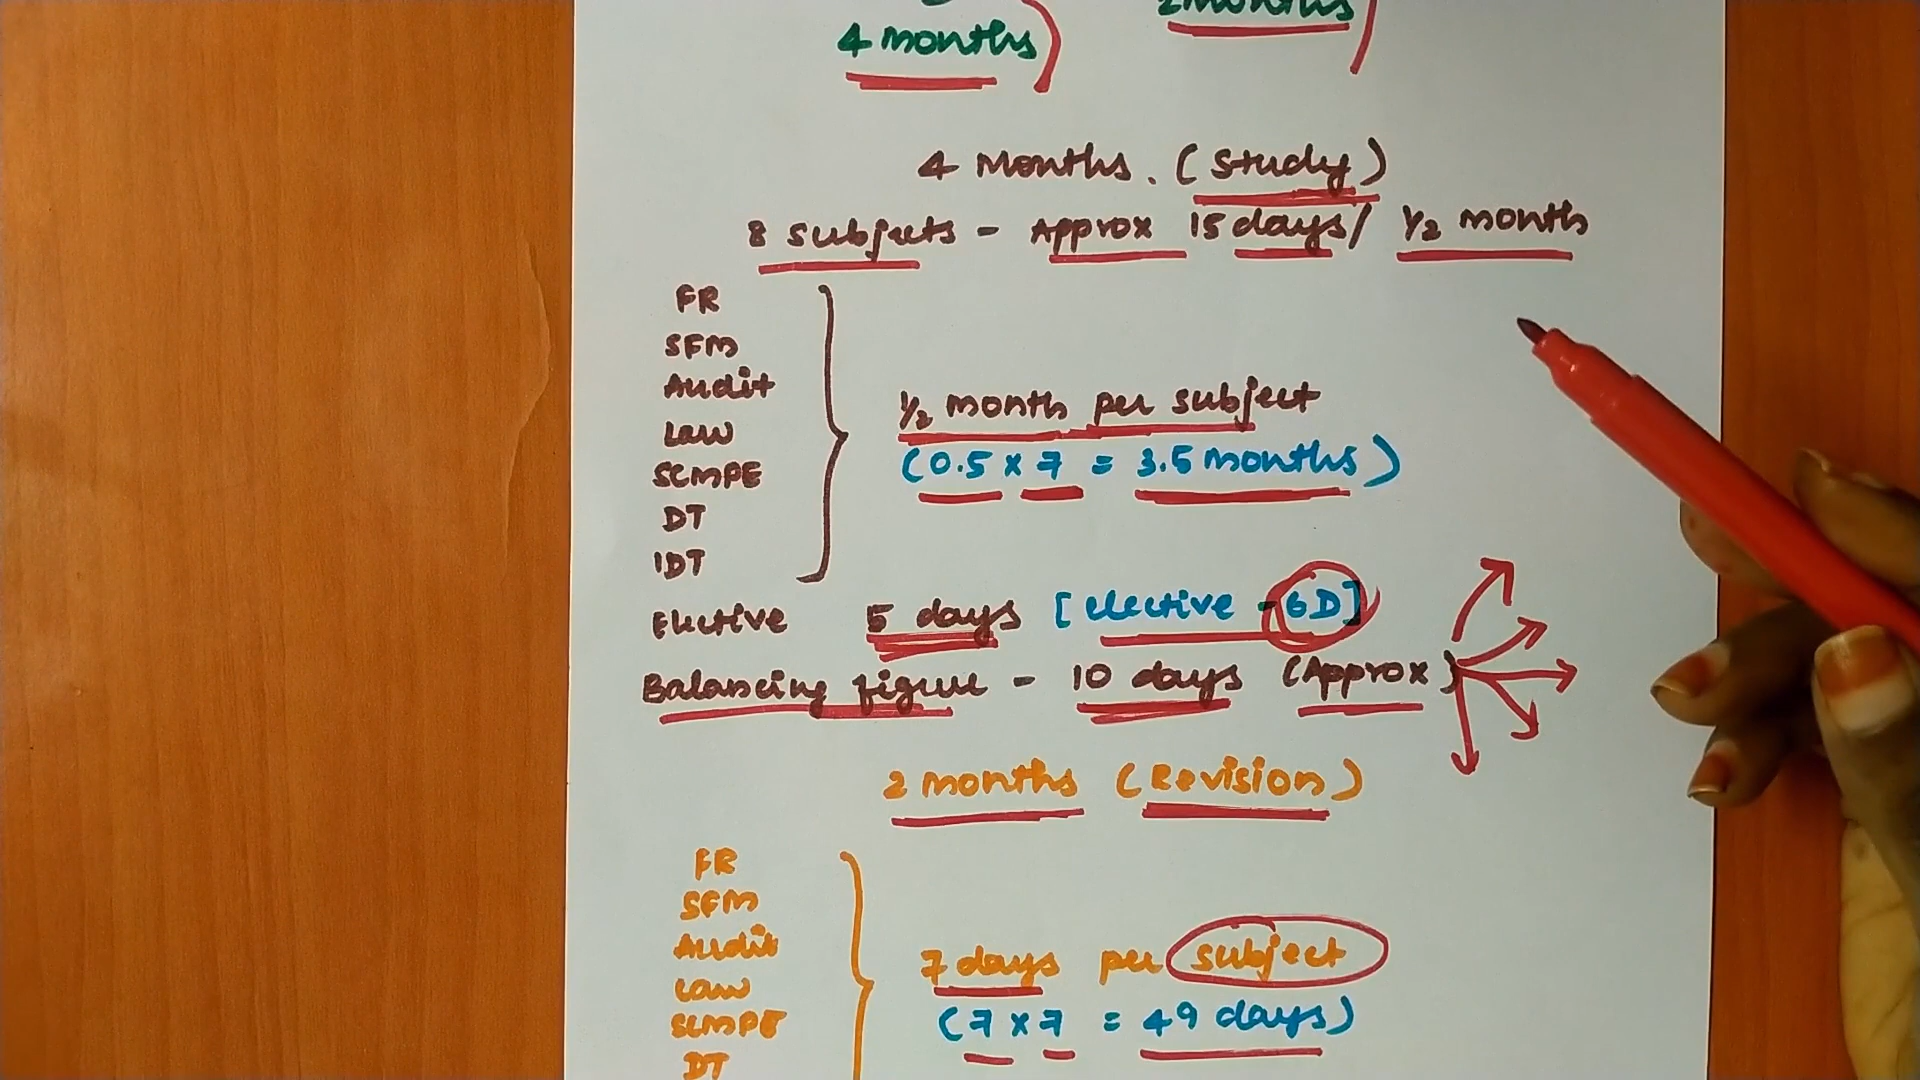 4 months)
2 months)
4 Months. (Study)
8 subjects - Approx 15 days / 1/2 month
FR
SFM
Audit
Law
SCMPE
DT
IDT
1/2 month per subject
(0.5 x 7 = 3.5 months)
Elective 5 days [Elective - 6D]
Balancing figure - 10 days (Approx)
2 months (Revision)
FR
SFM
Audit
Law
SCMPE
DT
7 days per subject
(7 x 7 = 49 days)